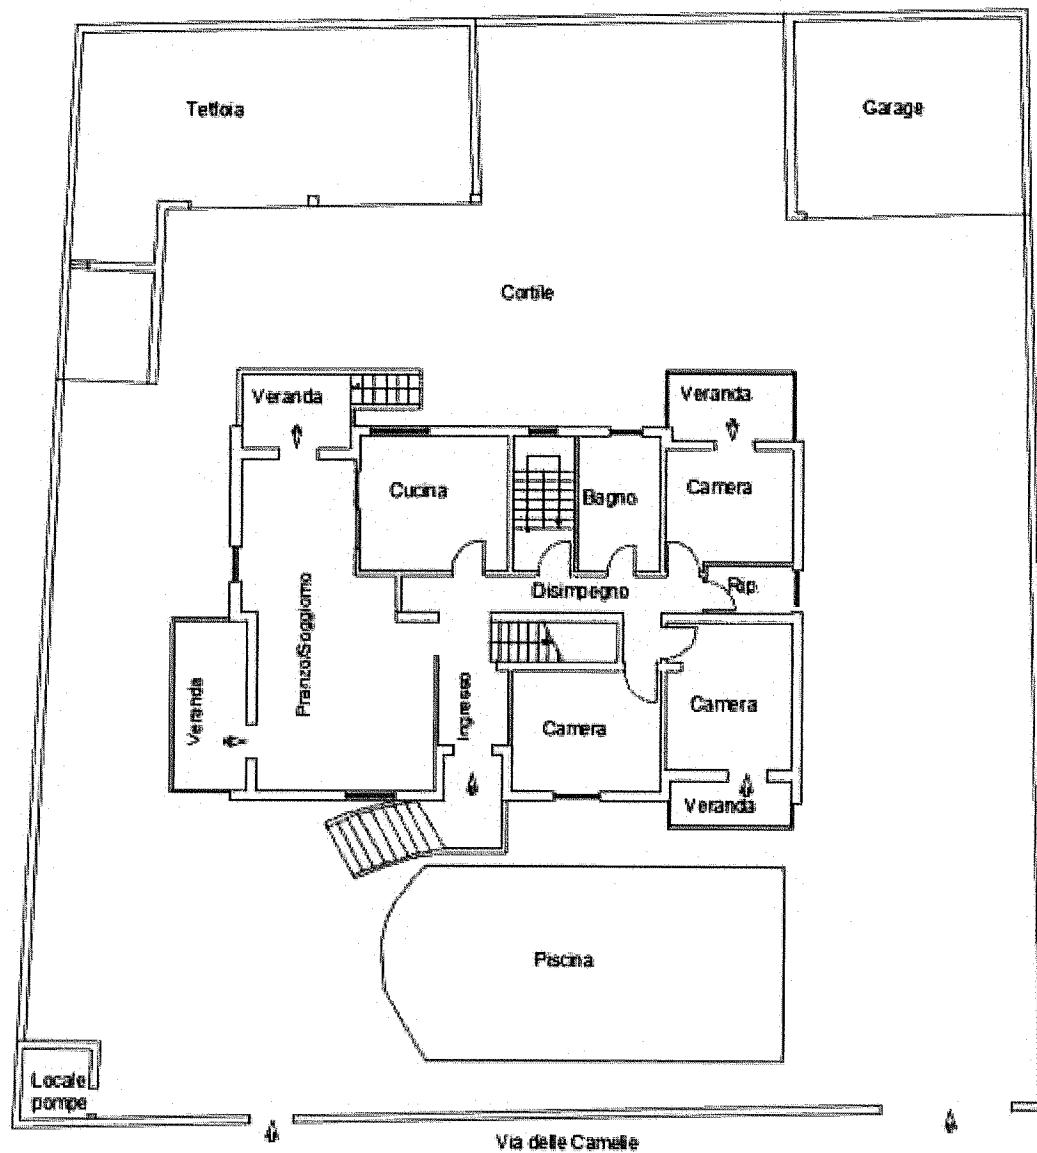 Tettoia
Garage
Cortile
Veranda
Veranda
Cucina
Bagno
Camera
Disimpegno
Rip.
Pranzo/Soggiorno
Veranda
Ingresso
Camera
Camera
Veranda
Piscina
Locale
pompe
Via delle Camelie